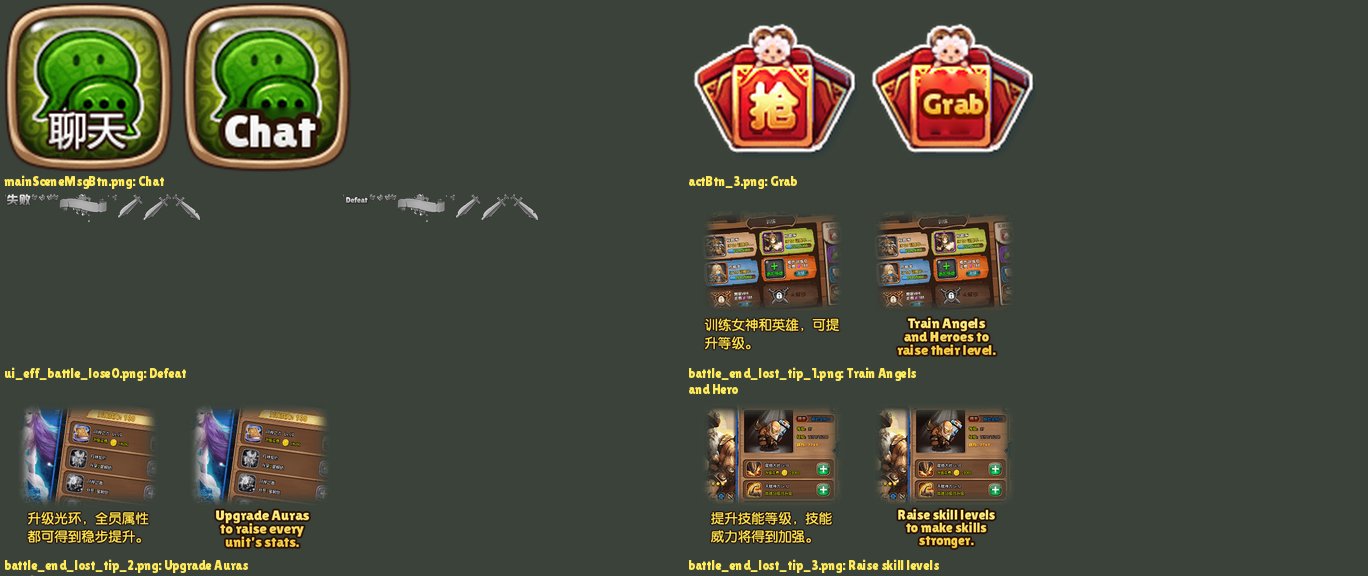 聊天
Chat
抢
Grab
mainSceneMsgBtn.png: Chat
actBtn_3.png: Grab
失败
Defeat
训练女神和英雄，可提
升等级。
Train Angels
and Heroes to
raise their level.
ui_eff_battle_lose0.png: Defeat
battle_end_lost_tip_1.png: Train Angels
and Hero
升级光环，全员属性
都可得到稳步提升。
Upgrade Auras
to raise every
unit's stats.
提升技能等级，技能
威力将得到加强。
Raise skill levels
to make skills
stronger.
battle_end_lost_tip_2.png: Upgrade Auras
battle_end_lost_tip_3.png: Raise skill levels